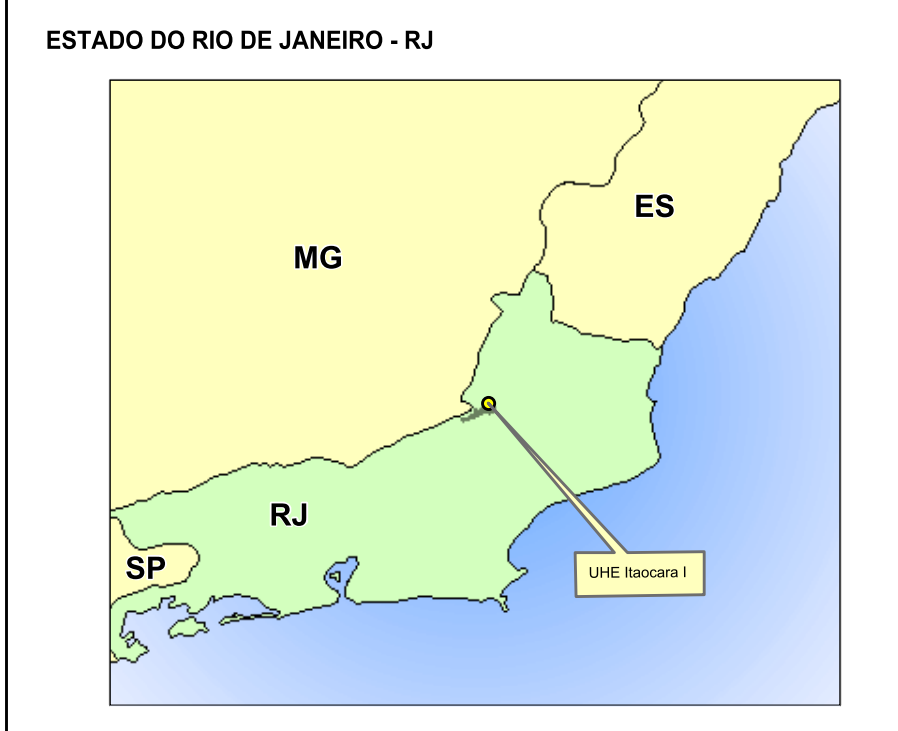 ESTADO DO RIO DE JANEIRO - RJ
ES
MG
RJ
SP
UHE Itaocara I